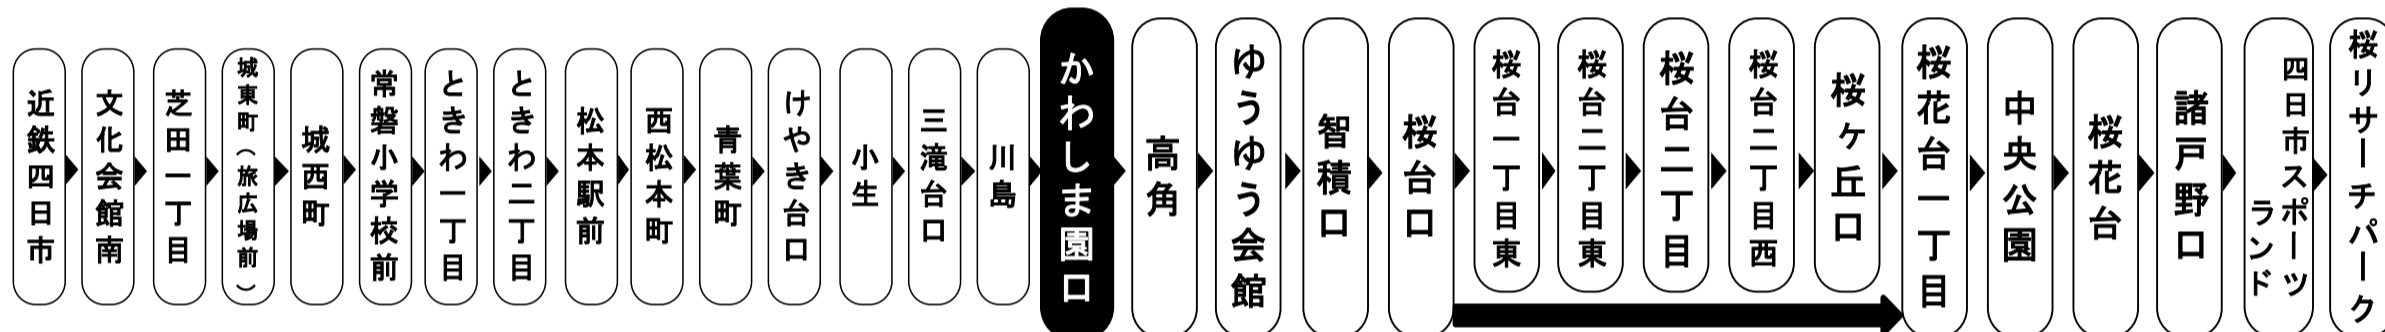 近鉄四日市
文化会館南
芝田一丁目
城東町(旅広場前)
城西町
常磐小学校前
ときわ一丁目
ときわ二丁目
松本駅前
西松本町
青葉町
けやき台口
小生
三滝台口
川島
かわしま園口
高角
ゆうゆう会館
智積口
桜台口
桜台一丁目東
桜台二丁目東
桜台二丁目
桜台二丁目西
桜ヶ丘口
桜花台一丁目
中央公園
桜花台
諸戸野口
四日市スポーツ
ランド
桜リサーチパーク